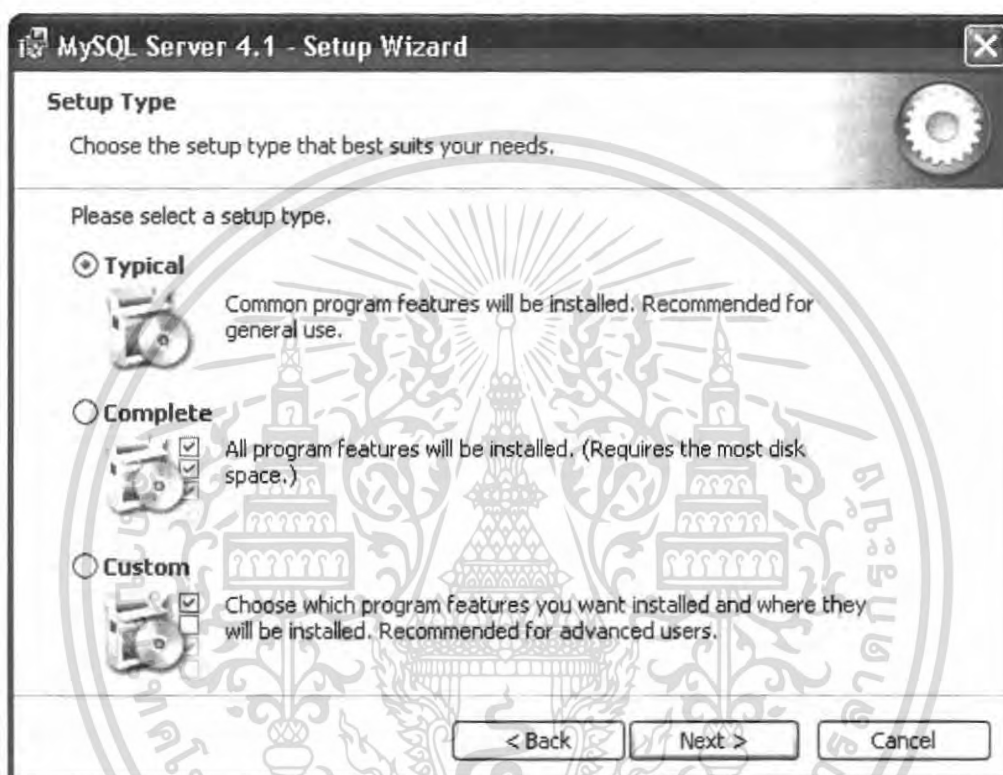 MySQL Server 4.1 - Setup Wizard
Setup Type
Choose the setup type that best suits your needs.
Please select a setup type.
Typical
Common program features will be installed. Recommended for
general use.
Complete
All program features will be installed. (Requires the most disk
space.)
Custom
Choose which program features you want installed and where they
will be installed. Recommended for advanced users.
< Back
Next >
Cancel